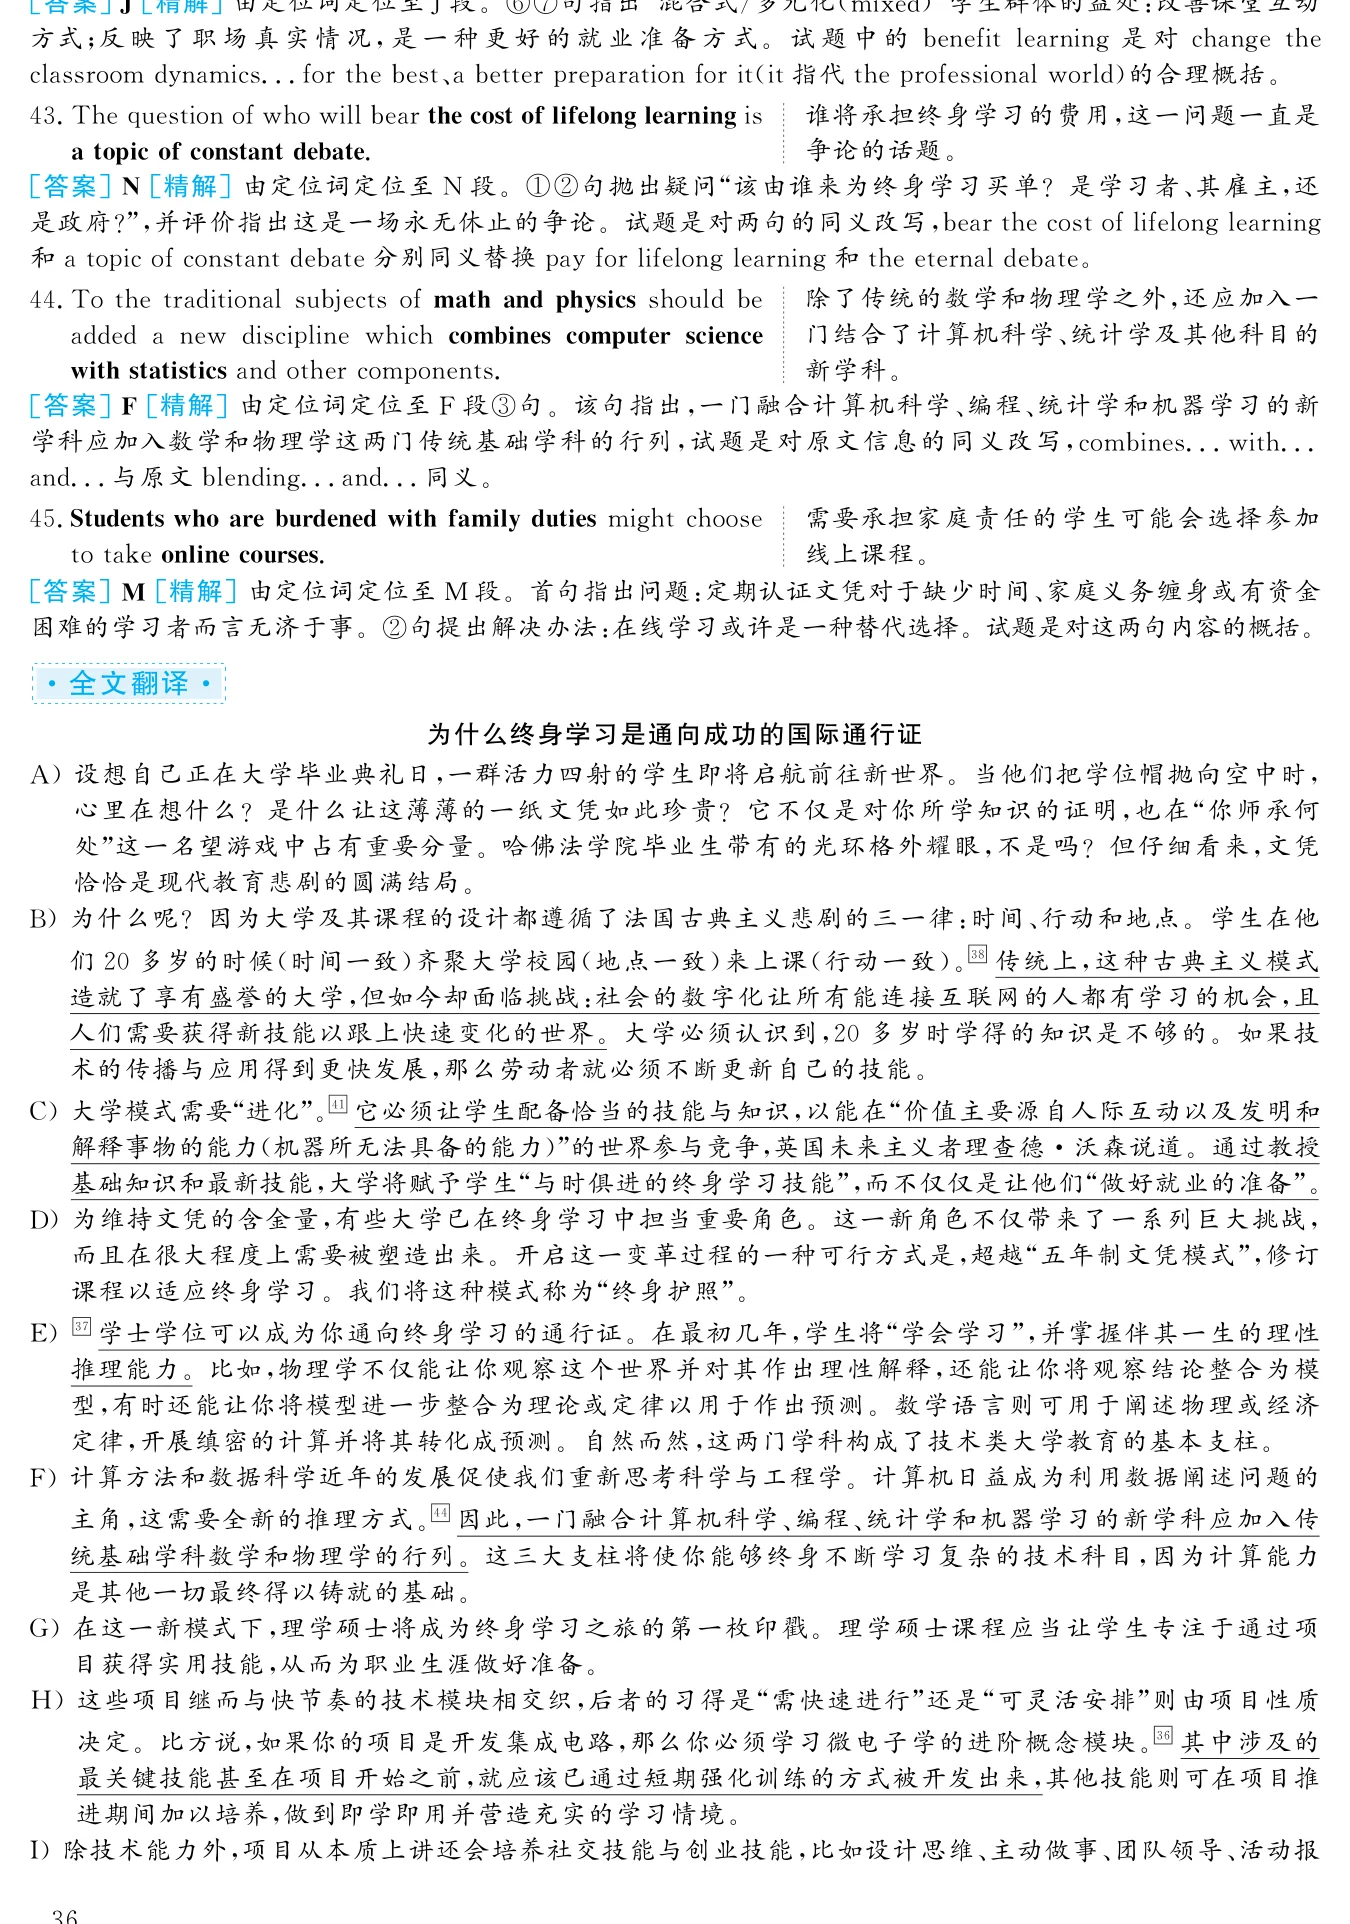 [答案] J [精解] 由定位词定位至 J 段。⑥⑦句指出“混合式/多元化(mixed)”学生群体的益处:改善课堂互动
方式;反映了职场真实情况,是一种更好的就业准备方式。试题中的 benefit learning 是对 change the
classroom dynamics...for the best、a better preparation for it(it 指代 the professional world)的合理概括。
43. The question of who will bear the cost of lifelong learning is
a topic of constant debate.
谁将承担终身学习的费用,这一问题一直是
争论的话题。
[答案] N [精解] 由定位词定位至 N 段。①②句抛出疑问“该由谁来为终身学习买单？是学习者、其雇主,还
是政府?”,并评价指出这是一场永无休止的争论。试题是对两句的同义改写,bear the cost of lifelong learning
和 a topic of constant debate 分别同义替换 pay for lifelong learning 和 the eternal debate。
44. To the traditional subjects of math and physics should be
added a new discipline which combines computer science
with statistics and other components.
除了传统的数学和物理学之外,还应加入一
门结合了计算机科学、统计学及其他科目的
新学科。
[答案] F [精解] 由定位词定位至 F 段③句。该句指出,一门融合计算机科学、编程、统计学和机器学习的新
学科应加入数学和物理学这两门传统基础学科的行列,试题是对原文信息的同义改写,combines...with...
and...与原文 blending...and...同义。
45. Students who are burdened with family duties might choose
to take online courses.
需要承担家庭责任的学生可能会选择参加
线上课程。
[答案] M [精解] 由定位词定位至 M 段。首句指出问题:定期认证文凭对于缺少时间、家庭义务缠身或有资金
困难的学习者而言无济于事。②句提出解决办法:在线学习或许是一种替代选择。试题是对这两句内容的概括。
·全文翻译·
为什么终身学习是通向成功的国际通行证
A) 设想自己正在大学毕业典礼日,一群活力四射的学生即将启航前往新世界。当他们把学位帽抛向空中时,
心里在想什么？是什么让这薄薄的一纸文凭如此珍贵？它不仅是对你所学知识的证明,也在“你师承何
处”这一名望游戏中占有重要分量。哈佛法学院毕业生带有的光环格外耀眼,不是吗？但仔细看来,文凭
恰恰是现代教育悲剧的圆满结局。
B) 为什么呢？因为大学及其课程的设计都遵循了法国古典主义悲剧的三一律:时间、行动和地点。学生在他
们 20 多岁的时候(时间一致)齐聚大学校园(地点一致)来上课(行动一致)。[38]传统上,这种古典主义模式
造就了享有盛誉的大学,但如今却面临挑战:社会的数字化让所有能连接互联网的人都有学习的机会,且
人们需要获得新技能以跟上快速变化的世界。大学必须认识到,20 多岁时学得的知识是不够的。如果技
术的传播与应用得到更快发展,那么劳动者就必须不断更新自己的技能。
C) 大学模式需要“进化”。[41]它必须让学生配备恰当的技能与知识,以能在“价值主要源自人际互动以及发明和
解释事物的能力(机器所无法具备的能力)”的世界参与竞争,英国未来主义者理查德·沃森说道。通过教授
基础知识和最新技能,大学将赋予学生“与时俱进的终身学习技能”,而不仅仅是让他们“做好就业的准备”。
D) 为维持文凭的含金量,有些大学已在终身学习中担当重要角色。这一新角色不仅带来了一系列巨大挑战,
而且在很大程度上需要被塑造出来。开启这一变革过程的一种可行方式是,超越“五年制文凭模式”,修订
课程以适应终身学习。我们将这种模式称为“终身护照”。
E) [37]学士学位可以成为你通向终身学习的通行证。在最初几年,学生将“学会学习”,并掌握伴其一生的理性
推理能力。比如,物理学不仅能让你观察这个世界并对其作出理性解释,还能让你将观察结论整合为模
型,有时还能让你将模型进一步整合为理论或定律以用于作出预测。数学语言则可用于阐述物理或经济
定律,开展缜密的计算并将其转化成预测。自然而然,这两门学科构成了技术类大学教育的基本支柱。
F) 计算方法和数据科学近年的发展促使我们重新思考科学与工程学。计算机日益成为利用数据阐述问题的
主角,这需要全新的推理方式。[44]因此,一门融合计算机科学、编程、统计学和机器学习的新学科应加入传
统基础学科数学和物理学的行列。这三大支柱将使你能够终身不断学习复杂的技术科目,因为计算能力
是其他一切最终得以铸就的基础。
G) 在这一新模式下,理学硕士将成为终身学习之旅的第一枚印戳。理学硕士课程应当让学生专注于通过项
目获得实用技能,从而为职业生涯做好准备。
H) 这些项目继而与快节奏的技术模块相交织,后者的习得是“需快速进行”还是“可灵活安排”则由项目性质
决定。比方说,如果你的项目是开发集成电路,那么你必须学习微电子学的进阶概念模块。[36]其中涉及的
最关键技能甚至在项目开始之前,就应该已通过短期强化训练的方式被开发出来,其他技能则可在项目推
进期间加以培养,做到即学即用并营造充实的学习情境。
I) 除技术能力外,项目从本质上讲还会培养社交技能与创业技能,比如设计思维、主动做事、团队领导、活动报
36